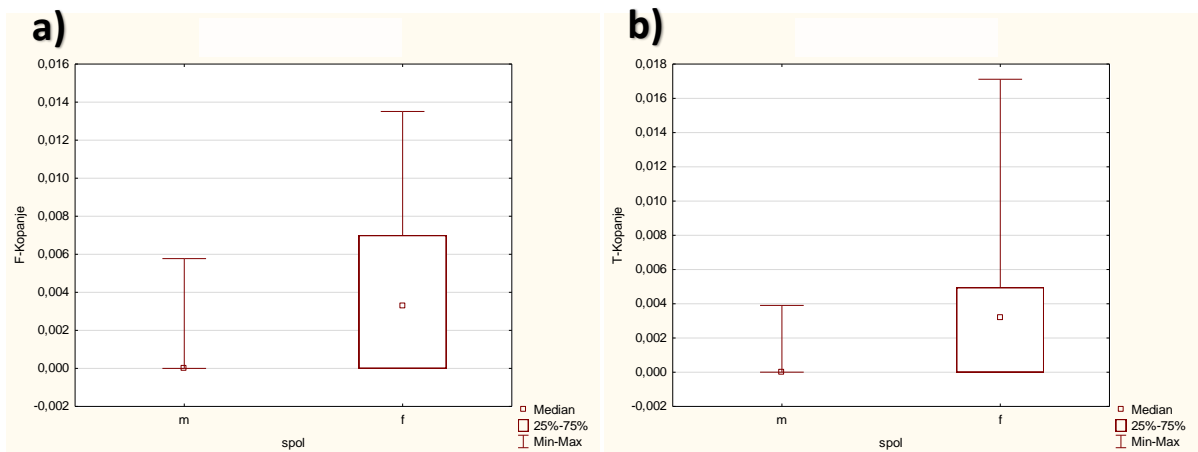 a)
0,016
0,014
0,012
0,010
0,008
0,006
0,004
0,002
0,000
-0,002
F-Kopanje
m
f
spol
Median
25%-75%
Min-Max
b)
0,018
0,016
0,014
0,012
0,010
0,008
0,006
0,004
0,002
0,000
-0,002
T-Kopanje
m
f
spol
Median
25%-75%
Min-Max